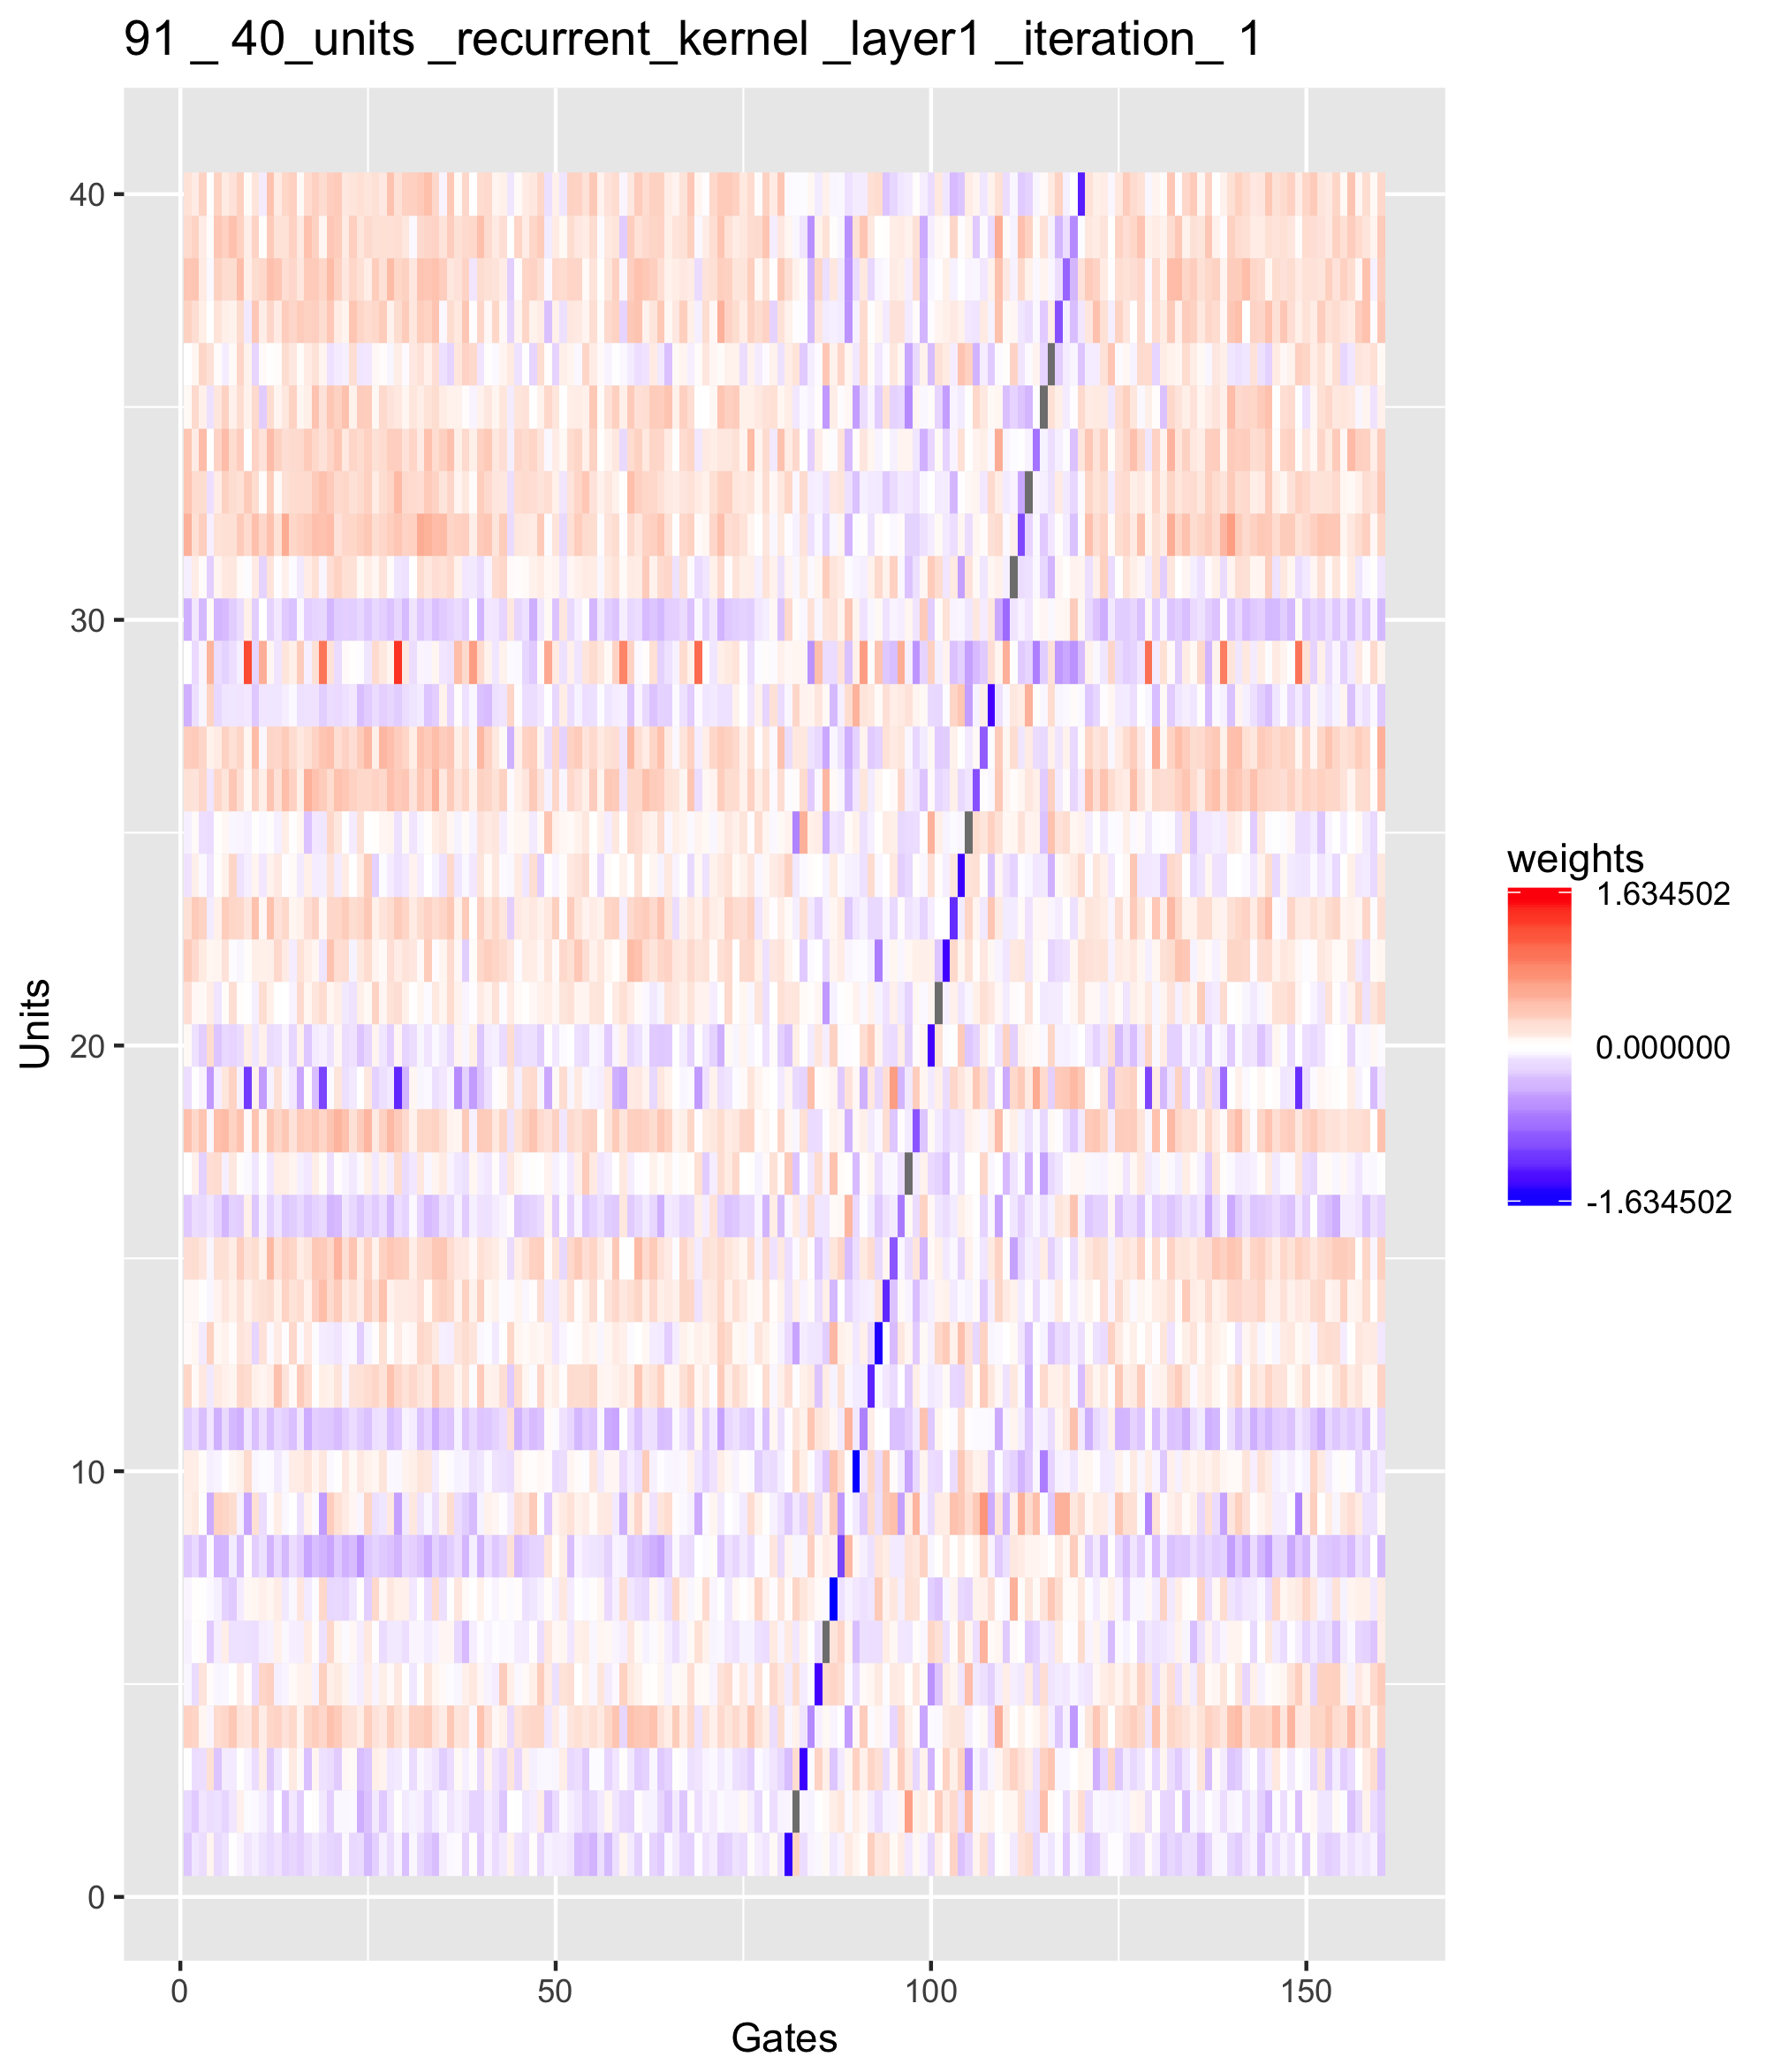 91 _ 40_units _recurrent_kernel _layer1 _iteration_ 1
40
30
20
10
0
Units
0 50 100 150
Gates
weights
1.634502
0.000000
-1.634502